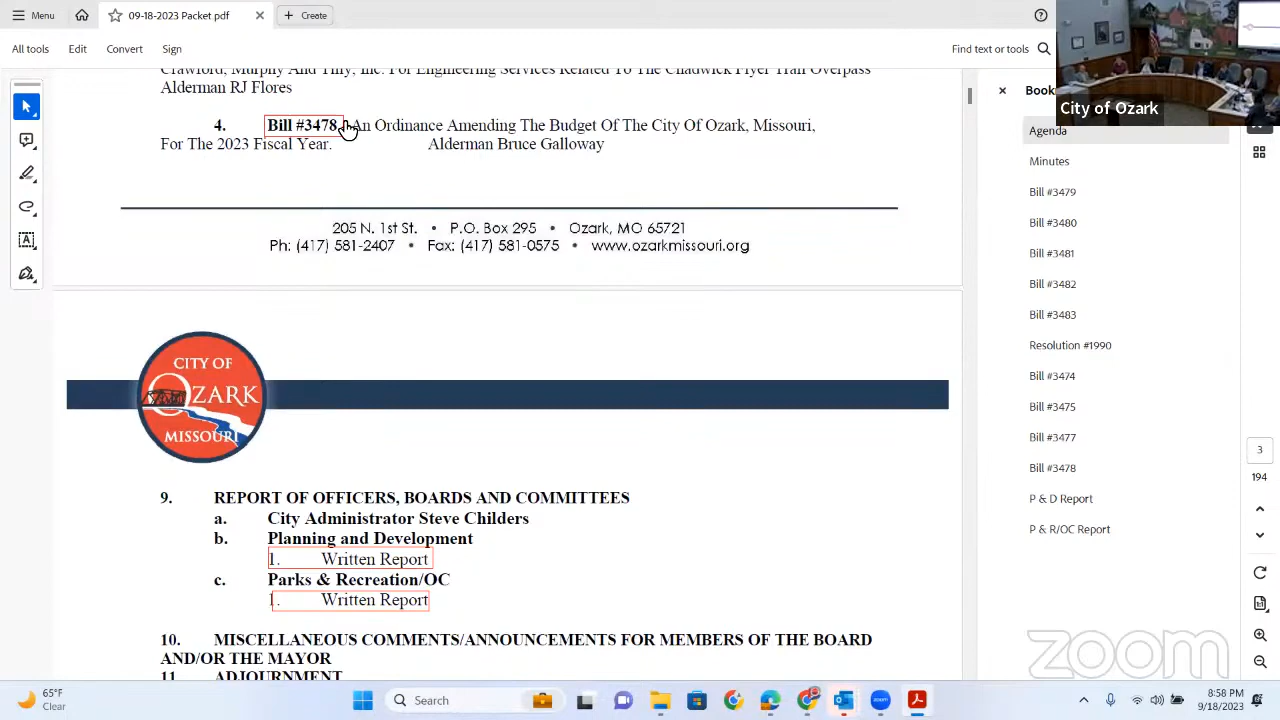 Menu
09-18-2023 Packet.pdf
Create
All tools
Edit
Convert
Sign
Find text or tools
Crawford, Murphy And Tilly, Inc. For Engineering Services Related To The Chadwick Flyer Trail Overpass
Alderman RJ Flores
4. Bill #3478. An Ordinance Amending The Budget Of The City Of Ozark, Missouri,
For The 2023 Fiscal Year. Alderman Bruce Galloway
205 N. 1st St. • P.O. Box 295 • Ozark, MO 65721
Ph: (417) 581-2407 • Fax: (417) 581-0575 • www.ozarkmissouri.org
CITY OF
OZARK
MISSOURI
9. REPORT OF OFFICERS, BOARDS AND COMMITTEES
a. City Administrator Steve Childers
b. Planning and Development
1. Written Report
c. Parks & Recreation/OC
1. Written Report
10. MISCELLANEOUS COMMENTS/ANNOUNCEMENTS FOR MEMBERS OF THE BOARD
AND/OR THE MAYOR
11. ADJOURNMENT
Book
City of Ozark
Agenda
Minutes
Bill #3479
Bill #3480
Bill #3481
Bill #3482
Bill #3483
Resolution #1990
Bill #3474
Bill #3475
Bill #3477
Bill #3478
P & D Report
P & R/OC Report
3
194
zoom
65°F
Clear
Search
zoom
8:58 PM
9/18/2023